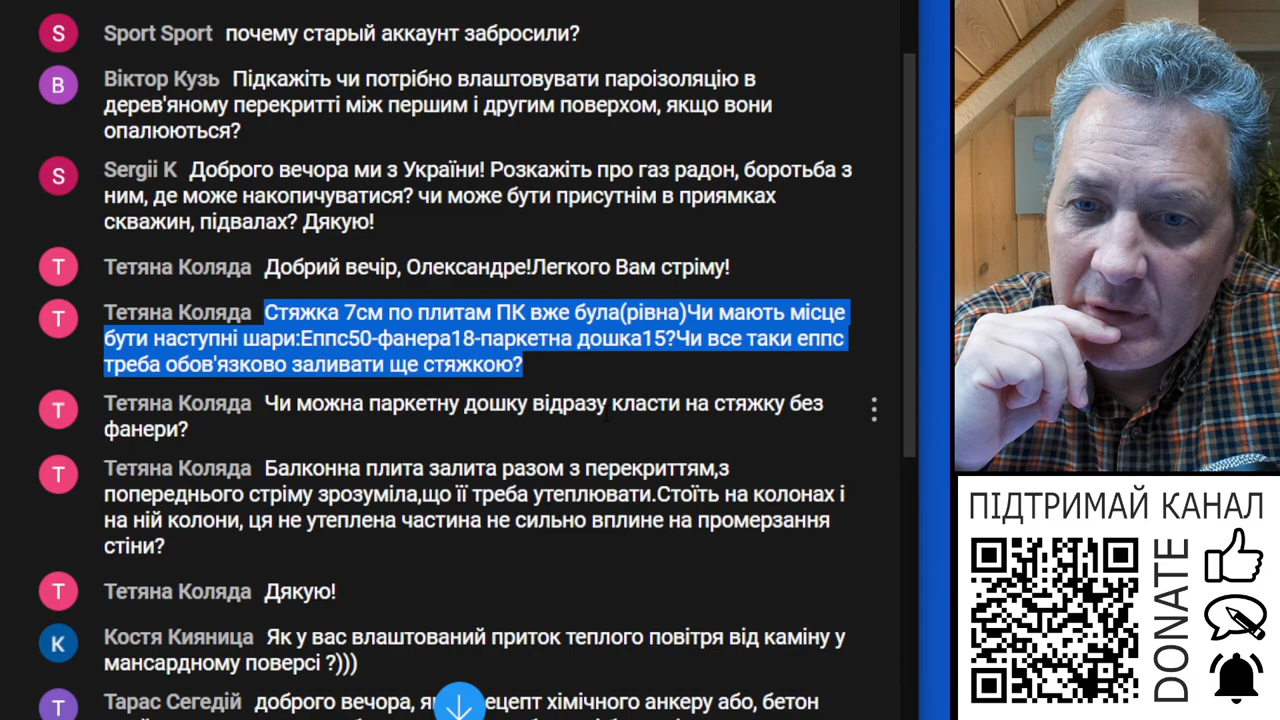 S Sport Sport почему старый аккаунт забросили?
В Віктор Кузь Підкажіть чи потрібно влаштовувати пароізоляцію в
дерев'яному перекритті між першим і другим поверхом, якщо вони
опалюються?
S Sergii K Доброго вечора ми з України! Розкажіть про газ радон, боротьба з
ним, де може накопичуватися? чи може бути присутнім в приямках
скважин, підвалах? Дякую!
Т Тетяна Коляда Добрий вечір, Олександре!Легкого Вам стріму!
Т Тетяна Коляда Стяжка 7см по плитам ПК вже була(рівна)Чи мають місце
бути наступні шари:Еппс50-фанера18-паркетна дошка15?Чи все таки еппс
треба обов'язково заливати ще стяжкою?
Т Тетяна Коляда Чи можна паркетну дошку відразу класти на стяжку без
фанери?
Т Тетяна Коляда Балконна плита залита разом з перекриттям,з
попереднього стріму зрозуміла,що її треба утеплювати.Стоїть на колонах і
на ній колони, ця не утеплена частина не сильно вплине на промерзання
стіни?
Т Тетяна Коляда Дякую!
К Костя Кияница Як у вас влаштований приток теплого повітря від каміну у
мансардному поверсі ?)))
Т Тарас Сегедій доброго вечора, хімічного анкеру або, бетон
ПІДТРИМАЙ КАНАЛ
DONATE